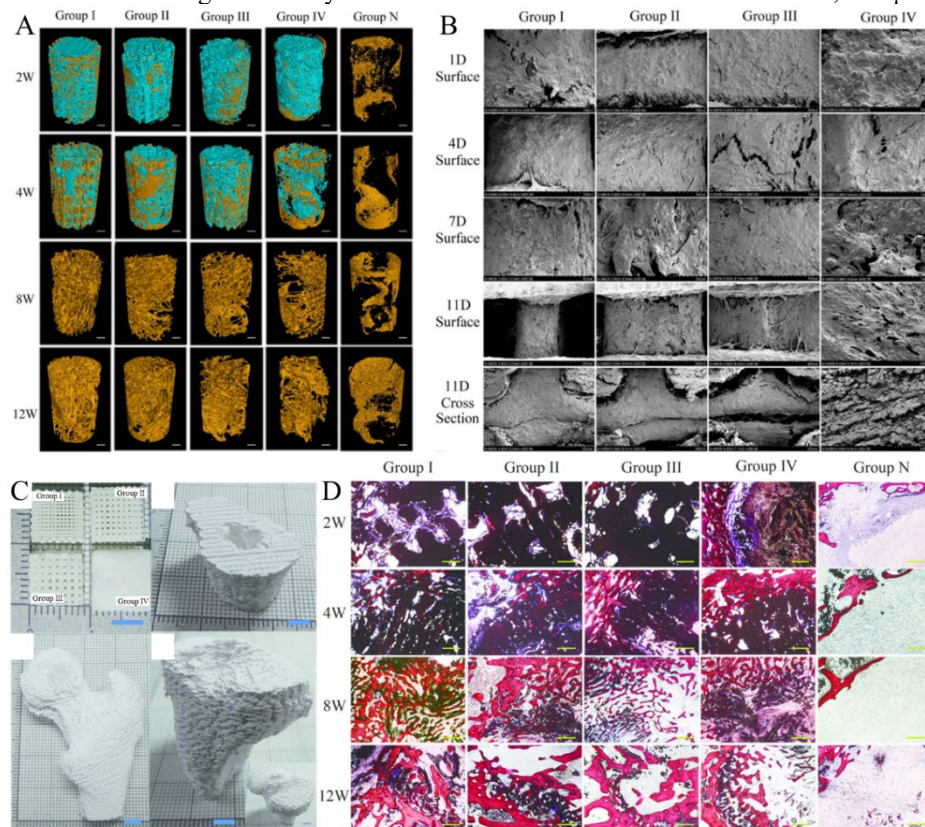 A
Group I Group II Group III Group IV Group N
2W
4W
8W
12W
B
Group I Group II Group III Group IV
1D
Surface
4D
Surface
7D
Surface
11D
Surface
11D
Cross
Section
C
Group I Group II
Group III Group IV
D
Group I Group II Group III Group IV Group N
2W
4W
8W
12W